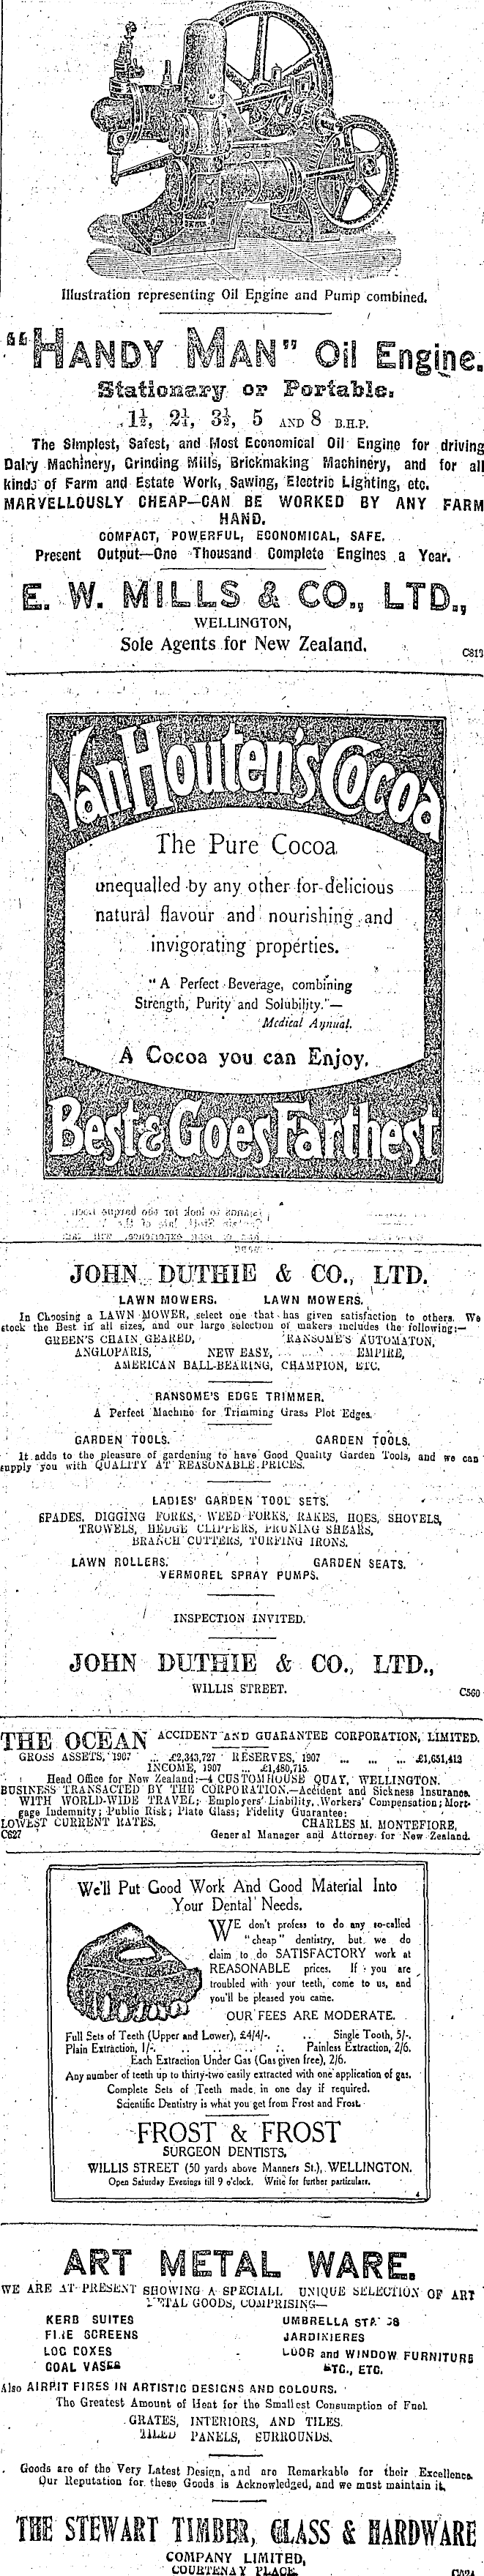 Illustration representing Oil Engine and Pump combined.
"HANDY MAN" Oil Engine.
Stationary or Portable.
1½, 2¼, 3½, 5 AND 8 B.H.P.
The Simplest, Safest, and Most Economical Oil Engine for driving
Dairy Machinery, Grinding Mills, Brickmaking Machinery, and for all
kinds of Farm and Estate Work, Sawing, Electric Lighting, etc.
MARVELLOUSLY CHEAP—CAN BE WORKED BY ANY FARM
HAND.
COMPACT, POWERFUL, ECONOMICAL, SAFE.
Present Output—One Thousand Complete Engines a Year.
E. W. MILLS & CO., LTD.,
WELLINGTON,
Sole Agents for New Zealand.
C813
Van Houten's Cocoa
The Pure Cocoa
unequalled by any other for delicious
natural flavour and nourishing and
invigorating properties.
"A Perfect Beverage, combining
Strength, Purity and Solubility."—
Medical Annual.
A Cocoa you can Enjoy.
Best & Goes Farthest
JOHN DUTHIE & CO., LTD.
LAWN MOWERS. LAWN MOWERS.
In Choosing a LAWN MOWER, select one that has given satisfaction to others. We
stock the Best in all sizes, and our large selection of makers includes the following:—
GREEN'S CHAIN GEARED, RANSOME'S AUTOMATON,
ANGLOPARIS, NEW EASY, EMPIRE,
AMERICAN BALL-BEARING, CHAMPION, ETC.
RANSOME'S EDGE TRIMMER.
A Perfect Machine for Trimming Grass Plot Edges.
GARDEN TOOLS. GARDEN TOOLS.
It adds to the pleasure of gardening to have Good Quality Garden Tools, and we can
supply you with QUALITY AT REASONABLE PRICES.
LADIES' GARDEN TOOL SETS.
SPADES, DIGGING FORKS, WEED FORKS, RAKES, HOES, SHOVELS,
TROWELS, HEDGE CLIPPERS, PRUNING SHEARS,
BRANCH CUTTERS, TURFING IRONS.
LAWN ROLLERS. GARDEN SEATS.
VERMOREL SPRAY PUMPS.
INSPECTION INVITED.
JOHN DUTHIE & CO., LTD.,
WILLIS STREET.
C560
THE OCEAN ACCIDENT AND GUARANTEE CORPORATION, LIMITED.
GROSS ASSETS, 1907 ... £2,343,727 RESERVES, 1907 ... ... ... £1,651,413
INCOME, 1907 ... £1,480,715
Head Office for New Zealand:—4 CUSTOMHOUSE QUAY, WELLINGTON.
BUSINESS TRANSACTED BY THE CORPORATION.—Accident and Sickness Insurance
WITH WORLD-WIDE TRAVEL; Employers' Liability, Workers' Compensation; Mort-
gage Indemnity; Public Risk; Plate Glass; Fidelity Guarantee:
LOWEST CURRENT RATES. CHARLES M. MONTEFIORE,
C627 General Manager and Attorney for New Zealand.
We'll Put Good Work And Good Material Into
Your Dental Needs.
WE don't profess to do any so-called
"cheap" dentistry, but we do
claim to do SATISFACTORY work at
REASONABLE prices. If you are
troubled with your teeth, come to us, and
you'll be pleased you came.
OUR FEES ARE MODERATE.
Full Sets of Teeth (Upper and Lower), £4/4/-. .. Single Tooth, 5/-.
Plain Extraction, 1/-. .. .. .. .. Painless Extraction, 2/6.
Each Extraction Under Gas (Gas given free), 2/6.
Any number of teeth up to thirty-two easily extracted with one application of gas.
Complete Sets of Teeth made in one day if required.
Scientific Dentistry is what you get from Frost and Frost.
FROST & FROST
SURGEON DENTISTS,
WILLIS STREET (50 yards above Manners St.), WELLINGTON.
Open Saturday Evenings till 9 o'clock. Write for further particulars.
4
ART METAL WARE.
WE ARE AT PRESENT SHOWING A SPECIALL UNIQUE SELECTION OF ART
METAL GOODS, COMPRISING—
KERB SUITES UMBRELLA
FIRE SCREENS JARDINIERES
LOG BOXES DOOR and WINDOW FURNITURE
COAL VASES ETC., ETC.
Also AIRPIT FIRES IN ARTISTIC DESIGNS AND COLOURS.
The Greatest Amount of Heat for the Smallest Consumption of Fuel.
GRATES, INTERIORS, AND TILES.
TILED PANELS, SURROUNDS.
Goods are of the Very Latest Design, and are Remarkable for their Excellence.
Our Reputation for these Goods is Acknowledged, and we must maintain it.
THE STEWART TIMBER, GLASS & HARDWARE
COMPANY LIMITED,
COURTENAY PLACE.